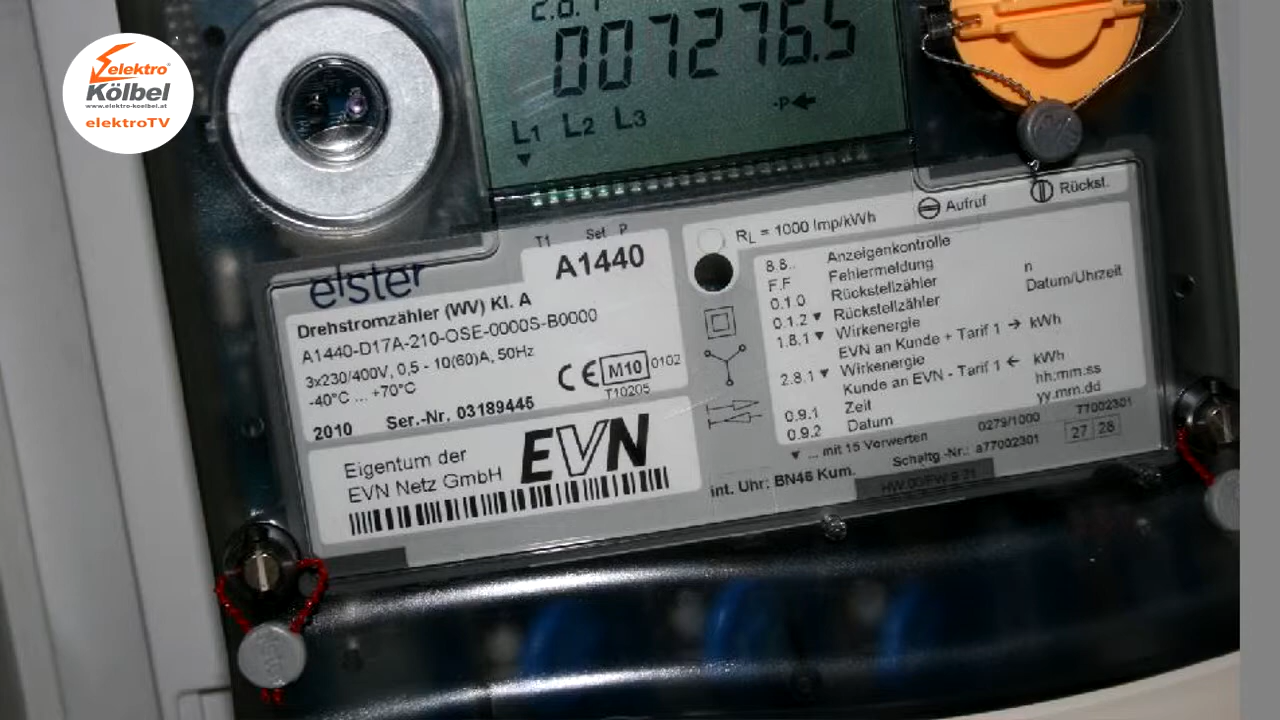 elektro
Kölbel
www.elektro-koelbel.at
elektroTV
2.8.1
007276.5
L1 L2 L3
-P
Aufruf
Rückst.
T1 Set P
A1440
elster
Drehstromzähler (WV) Kl. A
A1440-D17A-210-OSE-0000S-B0000
3x230/400V, 0,5 - 10(60)A, 50Hz
-40°C ... +70°C
CE M10 0102
T10205
2010 Ser.-Nr. 03189445
Eigentum der
EVN Netz GmbH
EVN
RL = 1000 Imp/kWh
8.8.. Anzeigenkontrolle
F.F Fehlermeldung
0.1.0 Rückstellzähler n
0.1.2 ▼ Rückstellzähler Datum/Uhrzeit
1.8.1 ▼ Wirkenergie
EVN an Kunde + Tarif 1 → kWh
2.8.1 ▼ Wirkenergie
Kunde an EVN - Tarif 1 ← kWh
0.9.1 Zeit hh:mm:ss
0.9.2 Datum yy.mm.dd
▼ ... mit 15 Vorwerten 0279/1000 77002301
int. Uhr: BN46 Kum. Schaltg.-Nr.: a77002301 27 28